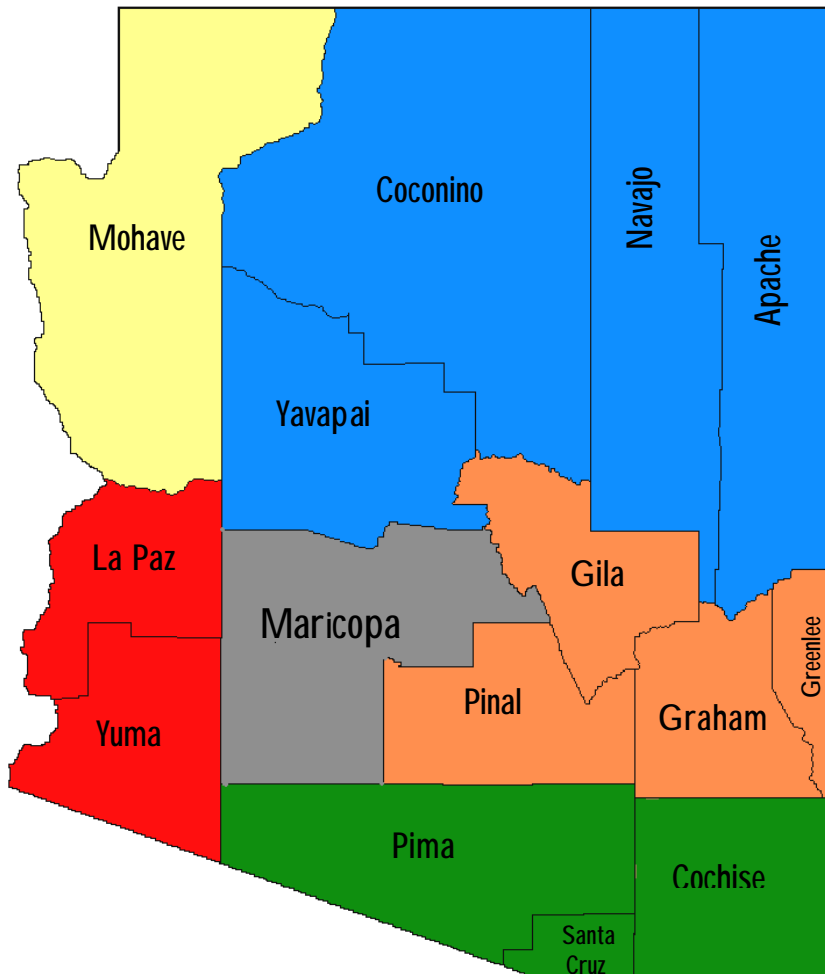 Coconino
Navajo
Mohave
Apache
Yavapai
La Paz
Gila
Maricopa
Greenlee
Pinal
Graham
Yuma
Pima
Cochise
Santa
Cruz